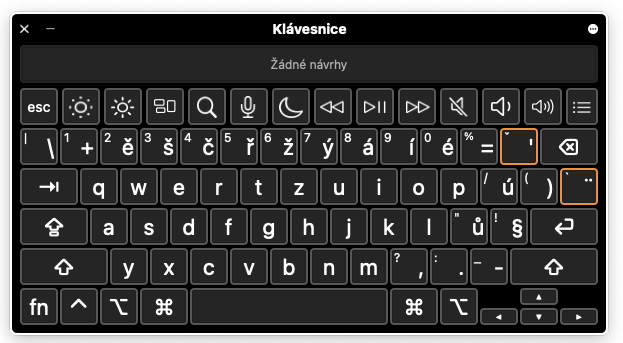 Klávesnice
Žádné návrhy
esc
| \ 1 + 2 ě 3 š 4 č 5 ř 6 ž 7 ý 8 á 9 í 0 é % = ˇ '
q w e r t z u i o p / ú ( ) ` ¨
a s d f g h j k l " ů ! §
y x c v b n m ? , : . _ -
fn ⌃ ⌥ ⌘ ⌘ ⌥